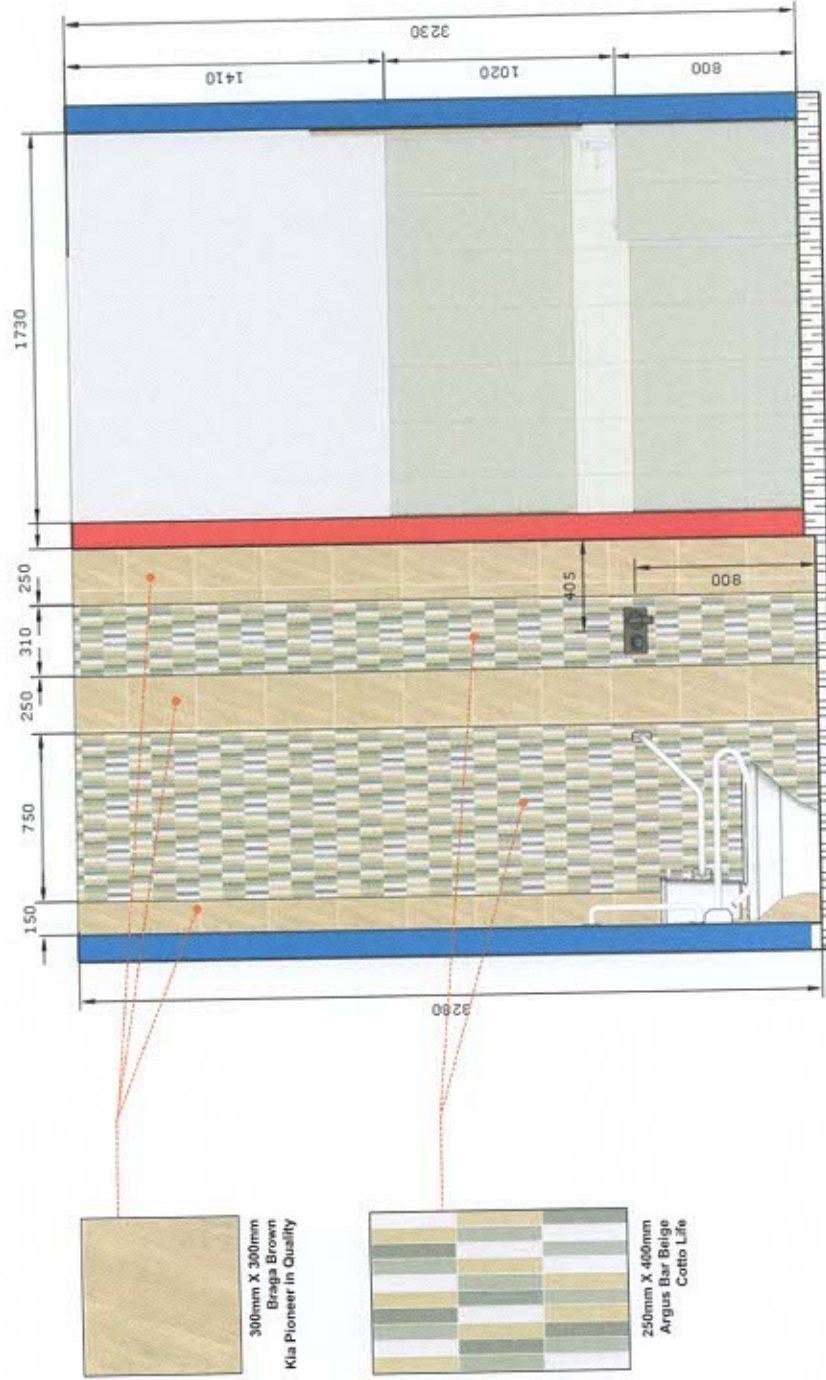 3230
1410
1020
800
1730
250
310
250
750
150
405
800
3280
300mm X 300mm
Braga Brown
Kia Pioneer in Quality
250mm X 400mm
Argus Bar Beige
Cotto Life